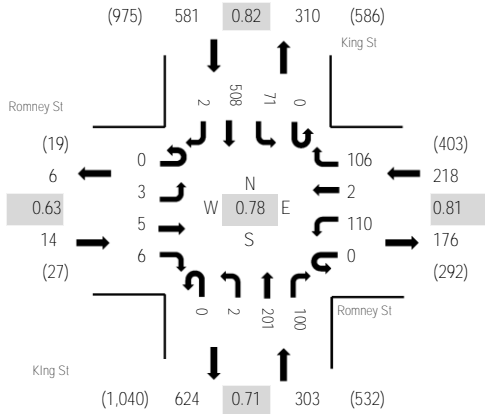 (975) 581 0.82 310 (586)
King St
Romney St
2 508 71 0
(19)
6
0.63
14
(27)
0
3
5
6
N
W 0.78 E
S
106
2
110
0
(403)
218
0.81
176
(292)
0 2 201 100
Romney St
KIng St
(1,040) 624 0.71 303 (532)